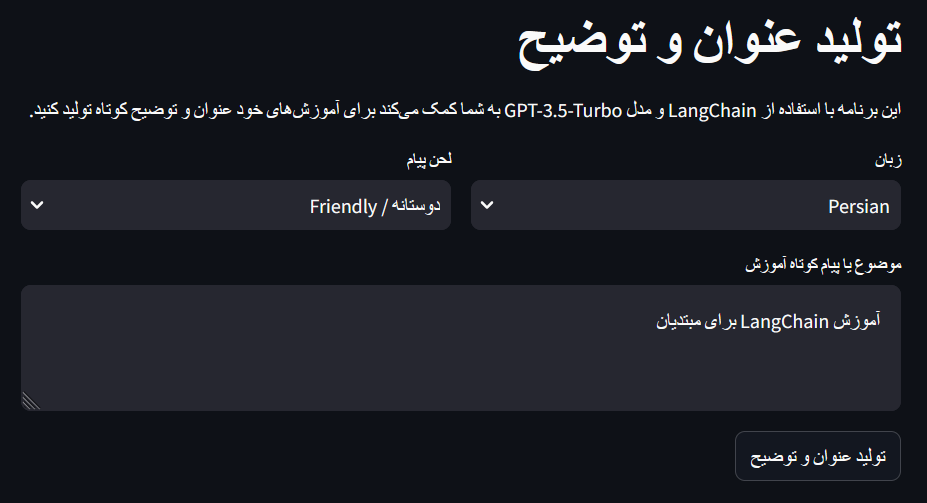 تولید عنوان و توضیح
این برنامه با استفاده از LangChain و مدل GPT-3.5-Turbo به شما کمک می‌کند برای آموزش‌های خود عنوان و توضیح کوتاه تولید کنید.
زبان
Persian
لحن پیام
دوستانه / Friendly
موضوع یا پیام کوتاه آموزش
آموزش LangChain برای مبتدیان
تولید عنوان و توضیح